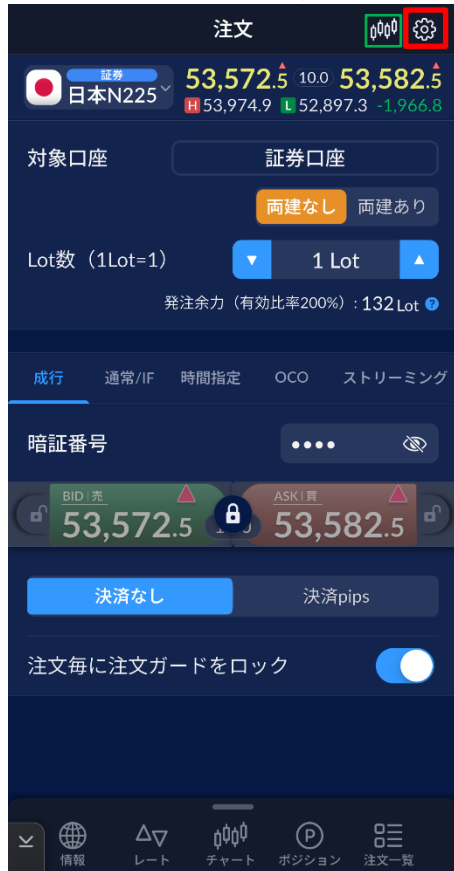 注文
証券
日本N225
53,572.5 10.0 53,582.5
H 53,974.9 L 52,897.3 -1,966.8
対象口座 証券口座
両建なし 両建あり
Lot数（1Lot=1） 1 Lot
発注余力（有効比率200%）: 132 Lot ?
成行 通常/IF 時間指定 OCO ストリーミング
暗証番号 ••••
BID|売 ASK|買
53,572.5 53,582.5
決済なし 決済pips
注文毎に注文ガードをロック
P
情報 レート チャート ポジション 注文一覧